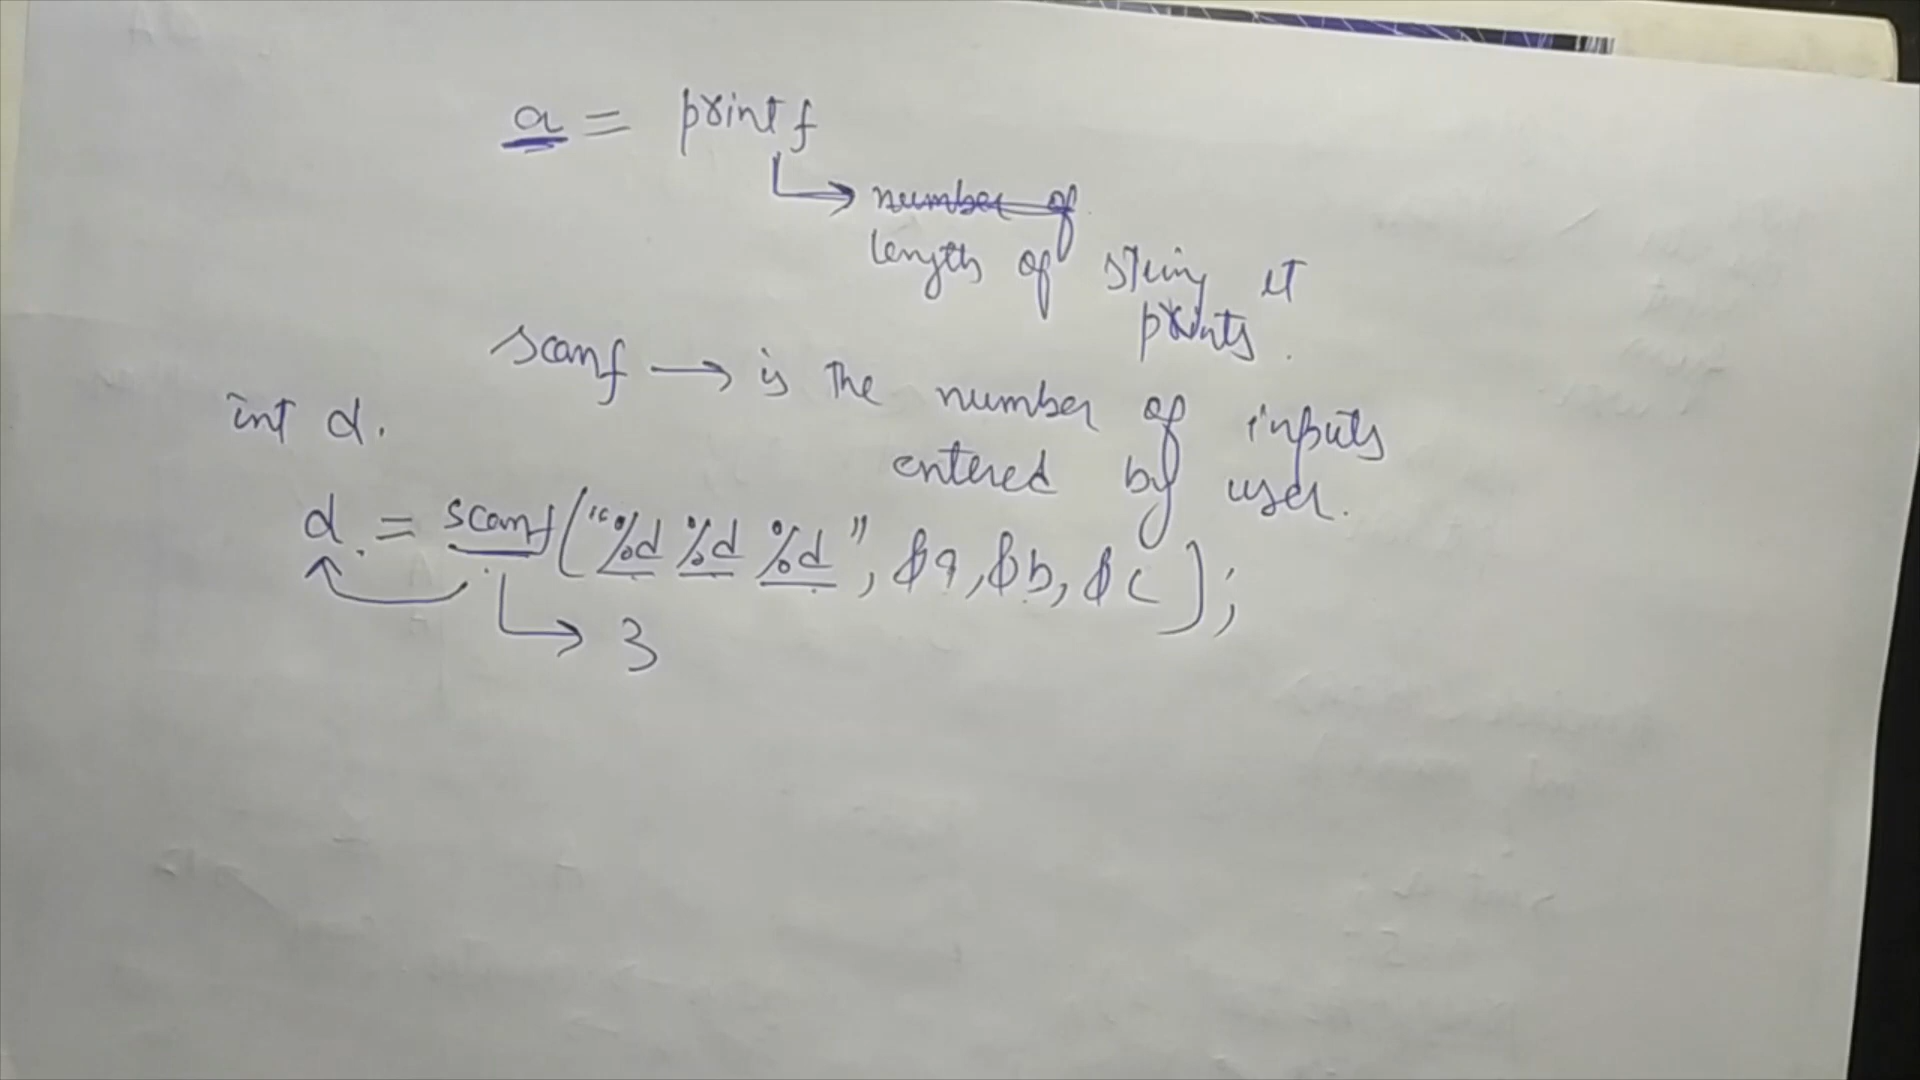 a = printf
number of
length of string it
prints.
scanf → is the number of inputs
entered by user.
int d.
d = scanf("%d %d %d", &a, &b, &c);
3